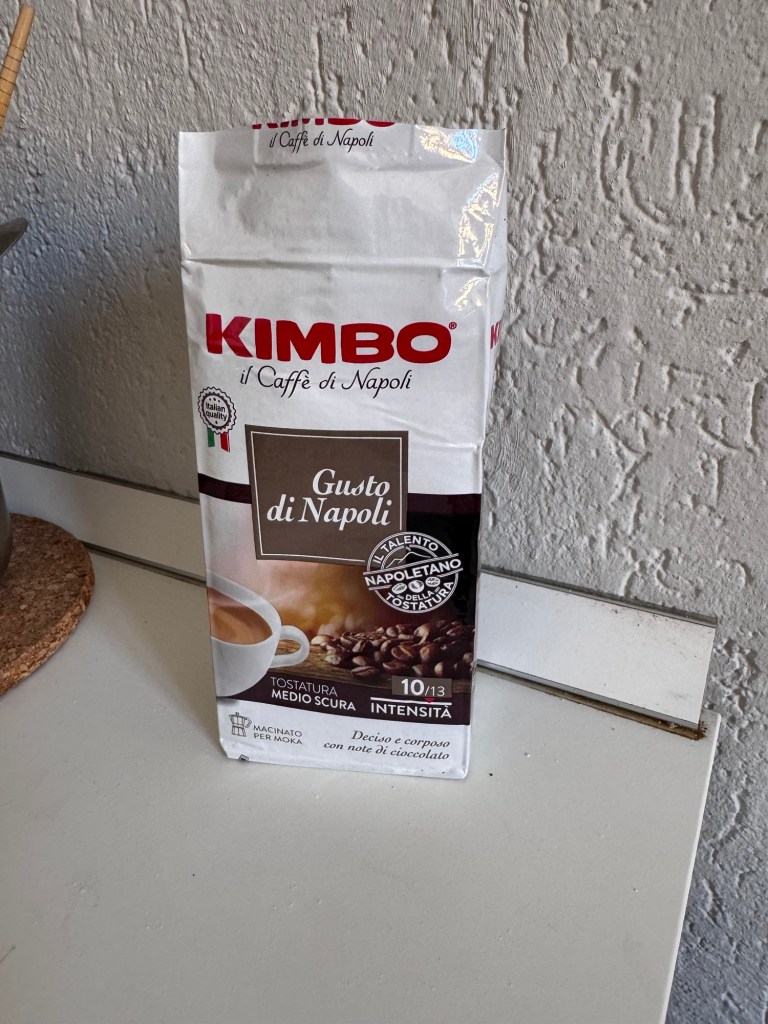 KIMBO
il Caffè di Napoli
KIMBO®
il Caffè di Napoli
Italian
quality
Gusto
di Napoli
IL TALENTO
NAPOLETANO
DELLA
TOSTATURA
TOSTATURA
MEDIO SCURA
10/13
INTENSITÀ
MACINATO
PER MOKA
Deciso e corposo
con note di cioccolato